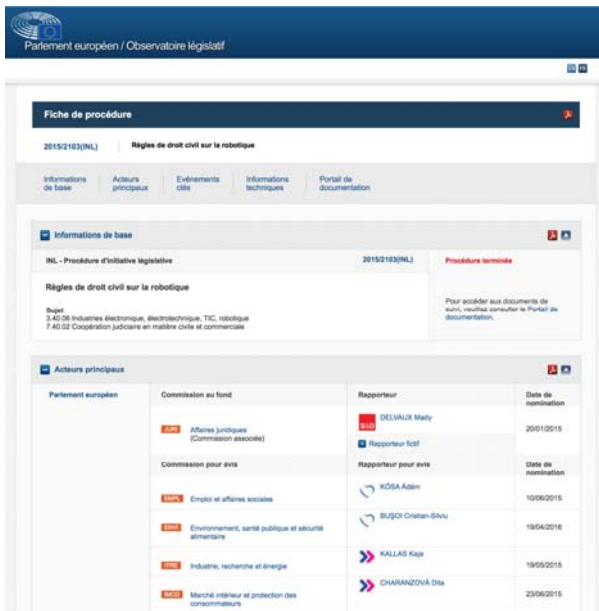 Parlement européen / Observatoire législatif
EN FR
Fiche de procédure
2015/2103(INL) Règles de droit civil sur la robotique
Informations de base Acteurs principaux Evénements clés Informations techniques Portail de documentation
Informations de base
INL - Procédure d'initiative législative 2015/2103(INL) Procédure terminée
Règles de droit civil sur la robotique
Sujet
3.40.06 Industries électronique, électrotechnique, TIC, robotique
7.40.02 Coopération judiciaire en matière civile et commerciale
Pour accéder aux documents de
suivi, veuillez consulter le Portail de
documentation.
Acteurs principaux
Parlement européen Commission au fond Rapporteur Date de nomination
JURI Affaires juridiques
(Commission associée)
S&D DELVAUX Mady
Rapporteur fictif
20/01/2015
Commission pour avis Rapporteur pour avis Date de nomination
EMPL Emploi et affaires sociales KÓSA Ádám 10/06/2015
ENVI Environnement, santé publique et sécurité
alimentaire
BUŞOI Cristian-Silviu 19/04/2016
ITRE Industrie, recherche et énergie KALLAS Kaja 19/05/2015
IMCO Marché intérieur et protection des
consommateurs
CHARANZOVÁ Dita 23/06/2015